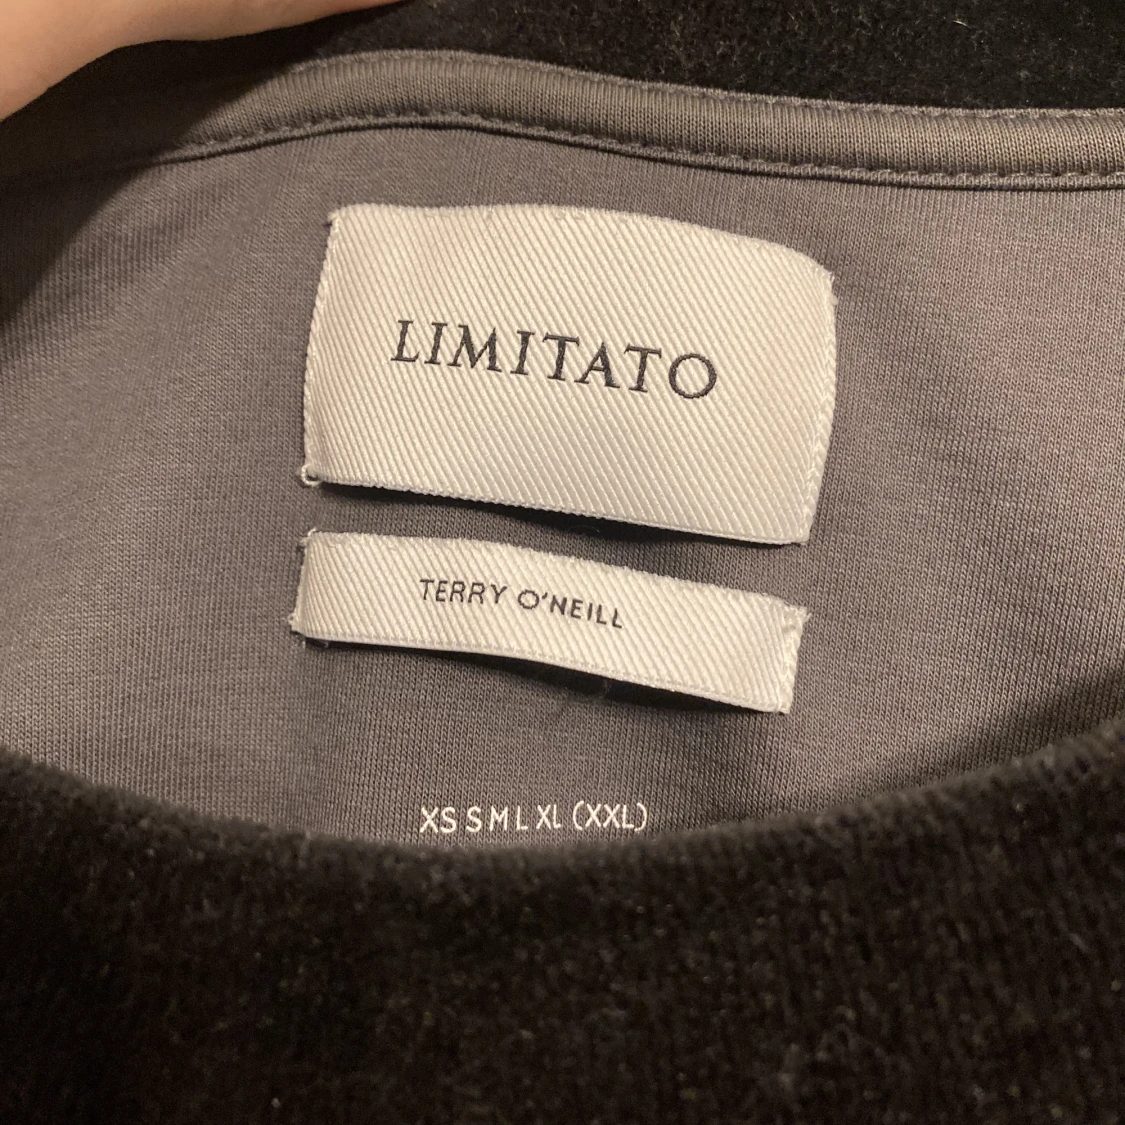 LIMITATO
TERRY O'NEILL
XS S M L XL (XXL)